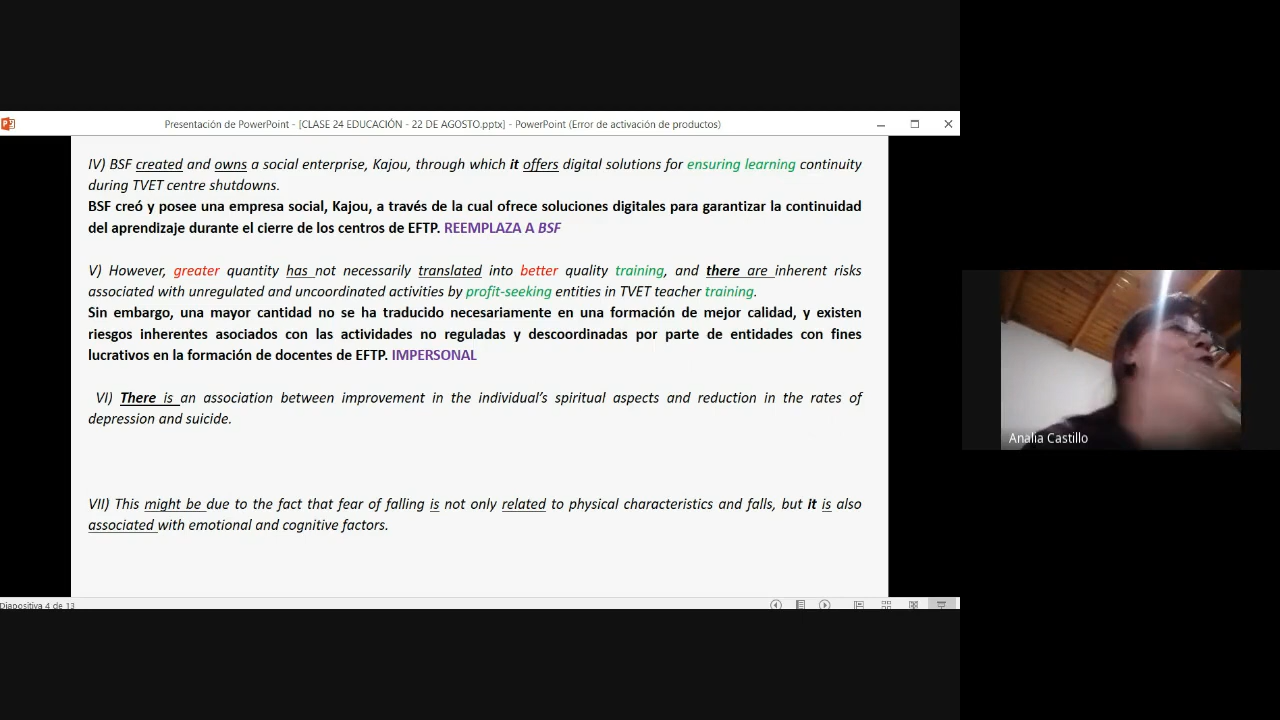 Presentación de PowerPoint - [CLASE 24 EDUCACIÓN - 22 DE AGOSTO.pptx] - PowerPoint (Error de activación de productos)
IV) BSF created and owns a social enterprise, Kajou, through which it offers digital solutions for ensuring learning continuity
during TVET centre shutdowns.
BSF creó y posee una empresa social, Kajou, a través de la cual ofrece soluciones digitales para garantizar la continuidad
del aprendizaje durante el cierre de los centros de EFTP. REEMPLAZA A BSF
V) However, greater quantity has not necessarily translated into better quality training, and there are inherent risks
associated with unregulated and uncoordinated activities by profit-seeking entities in TVET teacher training.
Sin embargo, una mayor cantidad no se ha traducido necesariamente en una formación de mejor calidad, y existen
riesgos inherentes asociados con las actividades no reguladas y descoordinadas por parte de entidades con fines
lucrativos en la formación de docentes de EFTP. IMPERSONAL
VI) There is an association between improvement in the individual's spiritual aspects and reduction in the rates of
depression and suicide.
VII) This might be due to the fact that fear of falling is not only related to physical characteristics and falls, but it is also
associated with emotional and cognitive factors.
Diapositiva 4 de 13
Analia Castillo